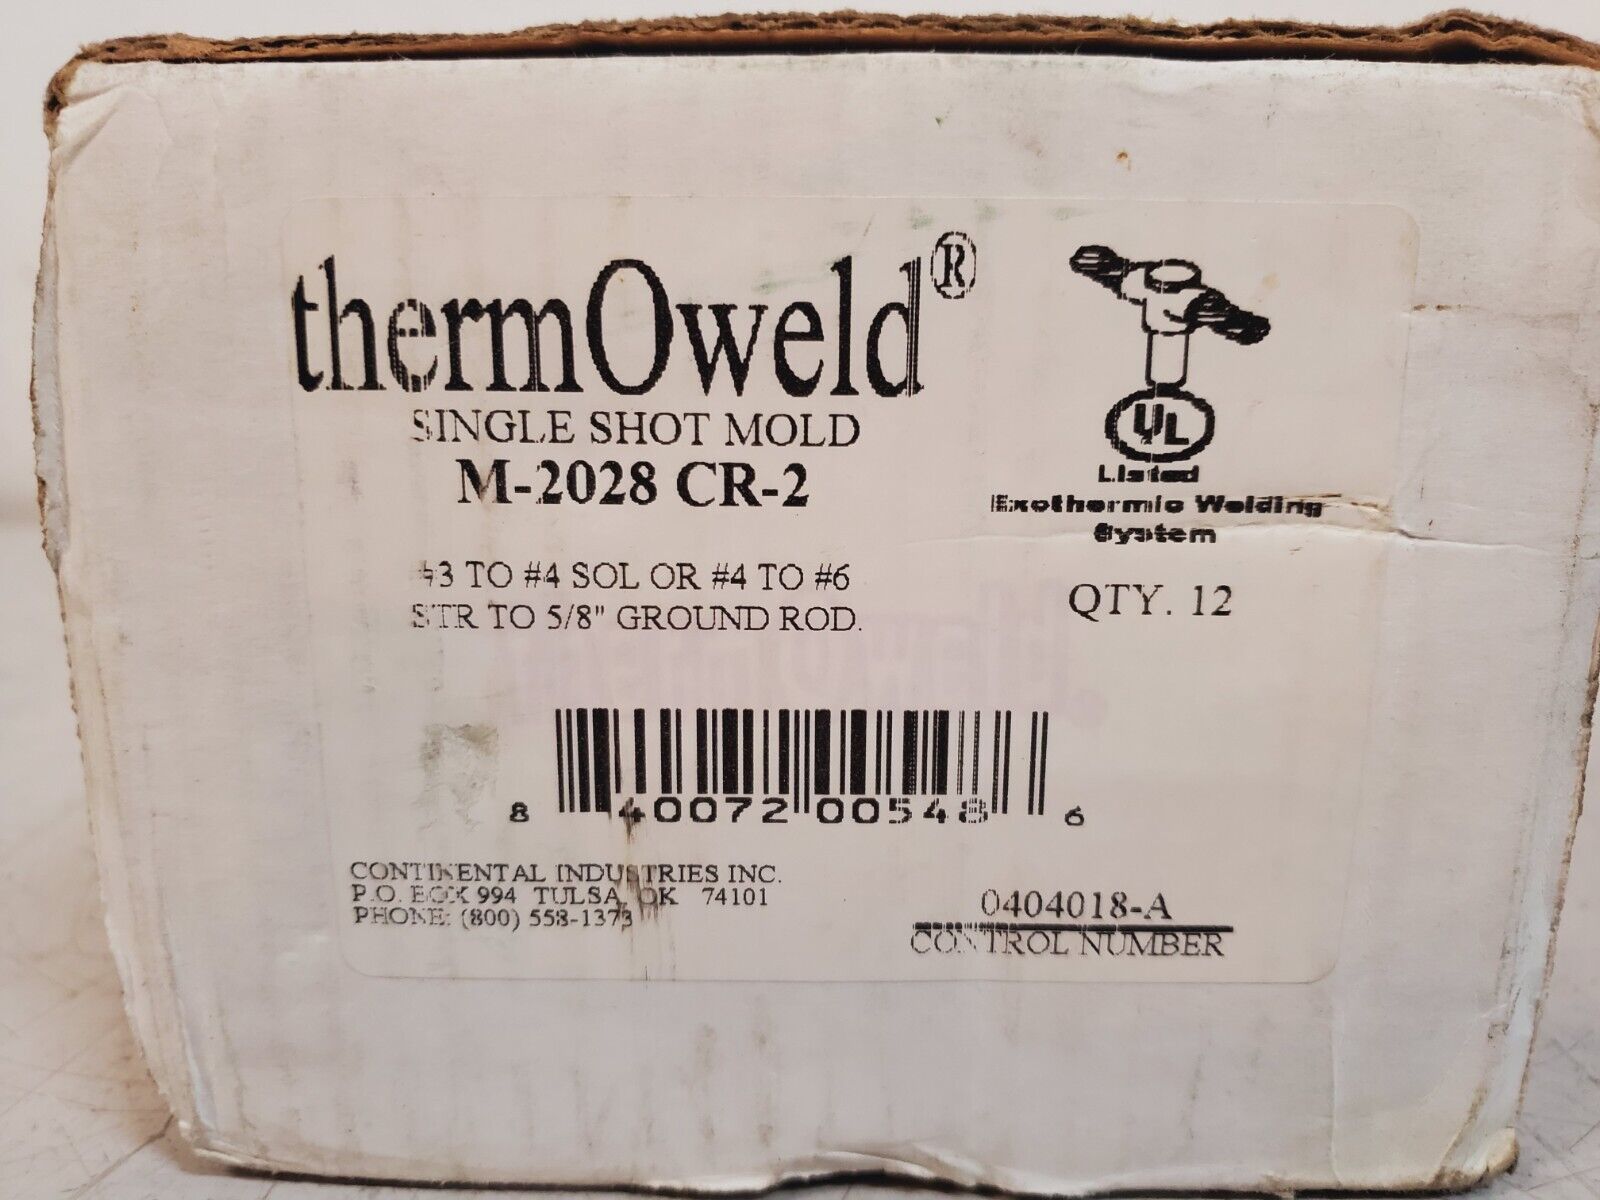 thermOweld®
SINGLE SHOT MOLD
M-2028 CR-2
#3 TO #4 SOL OR #4 TO #6
STR TO 5/8" GROUND ROD.
UL
Listed
Exothermic Welding
System
QTY. 12
8 40072 00548 6
CONTINENTAL INDUSTRIES INC.
P.O. BOX 994 TULSA, OK 74101
PHONE: (800) 558-1373
0404018-A
CONTROL NUMBER